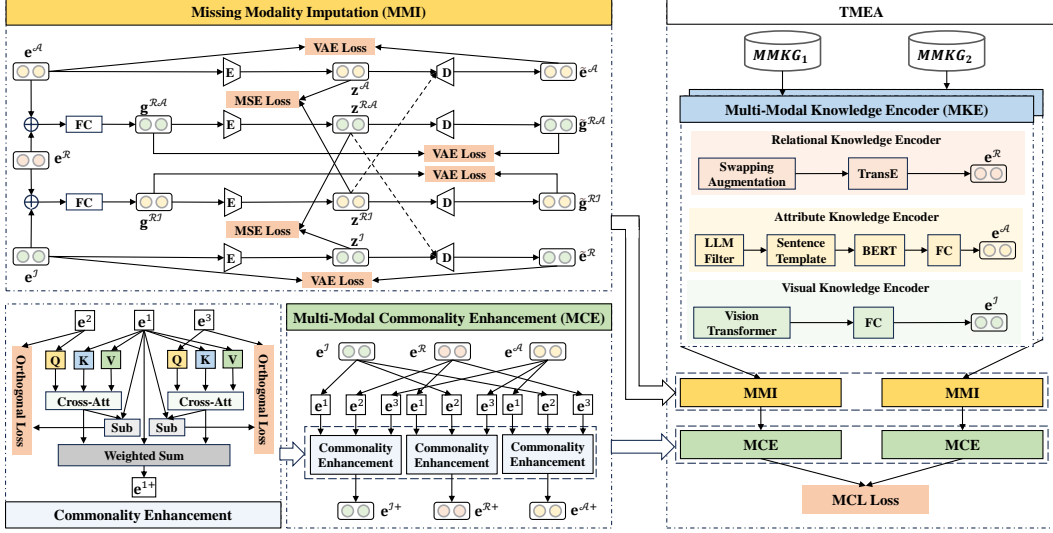 Missing Modality Imputation (MMI)
e^𝒜
VAE Loss
E
z^𝒜
D
ẽ^𝒜
MSE Loss
g^ℛ𝒜
z^ℛ𝒜
FC
E
D
g̃^ℛ𝒜
e^ℛ
VAE Loss
VAE Loss
FC
E
D
g^ℛℐ
z^ℛℐ
g̃^ℛℐ
MSE Loss
z^ℐ
E
D
ẽ^ℛ
e^ℐ
VAE Loss
e^2
e^1
e^3
Orthogonal Loss
Q
K
V
Q
K
V
Orthogonal Loss
Cross-Att
Cross-Att
Sub
Sub
Weighted Sum
e^1+
Commonality Enhancement
Multi-Modal Commonality Enhancement (MCE)
e^ℐ
e^ℛ
e^𝒜
e^1
e^2
e^3
e^1
e^2
e^3
e^1
e^2
e^3
Commonality
Enhancement
Commonality
Enhancement
Commonality
Enhancement
e^ℐ+
e^ℛ+
e^𝒜+
TMEA
MMKG_1
MMKG_2
Multi-Modal Knowledge Encoder (MKE)
Relational Knowledge Encoder
Swapping
Augmentation
TransE
e^ℛ
Attribute Knowledge Encoder
LLM
Filter
Sentence
Template
BERT
FC
e^𝒜
Visual Knowledge Encoder
Vision
Transformer
FC
e^ℐ
MMI
MMI
MCE
MCE
MCL Loss